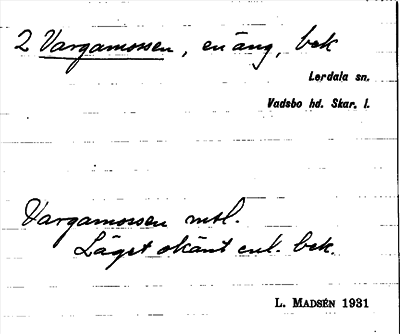 2 Vargamossen, en äng, bek
Lerdala sn.
Vadsbo hd. Skar. l.
Vargamossen mtl.
Läget okänt enl. bek.
L. Madsén 1931